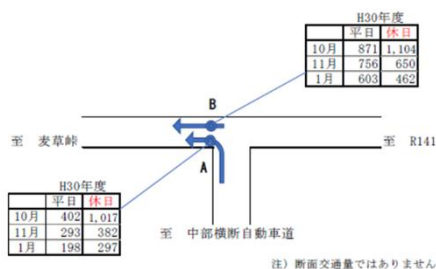 H30年度
平日 休日
10月 871 1,104
11月 756 650
1月 603 462
B
至 麦草峠
至 R141
A
H30年度
平日 休日
10月 402 1,017
11月 293 382
1月 198 297
至 中部横断自動車道
注）断面交通量ではありません